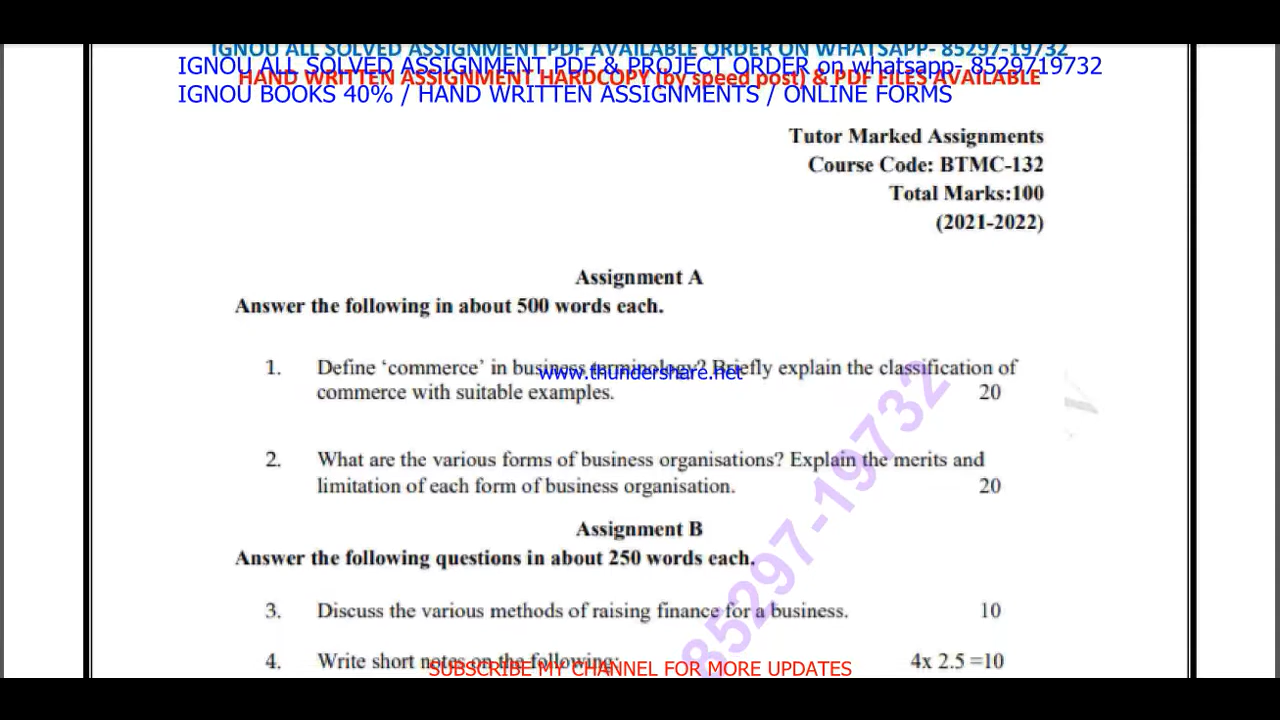 IGNOU ALL SOLVED ASSIGNMENT PDF AVAILABLE ORDER ON WHATSAPP- 85297-19732
IGNOU ALL SOLVED ASSIGNMENT PDF & PROJECT ORDER on whatsapp- 8529719732
HAND WRITTEN ASSIGNMENT HARDCOPY (by speed post) & PDF FILES AVAILABLE
IGNOU BOOKS 40% / HAND WRITTEN ASSIGNMENTS / ONLINE FORMS
Tutor Marked Assignments
Course Code: BTMC-132
Total Marks:100
(2021-2022)
Assignment A
Answer the following in about 500 words each.
1. Define ‘commerce’ in business terminology? Briefly explain the classification of
www.thundershare.net
commerce with suitable examples. 20
2. What are the various forms of business organisations? Explain the merits and
limitation of each form of business organisation. 20
Assignment B
Answer the following questions in about 250 words each.
3. Discuss the various methods of raising finance for a business. 10
4. Write short notes on the following: 4x 2.5 =10
SUBSCRIBE MY CHANNEL FOR MORE UPDATES
85297-19732